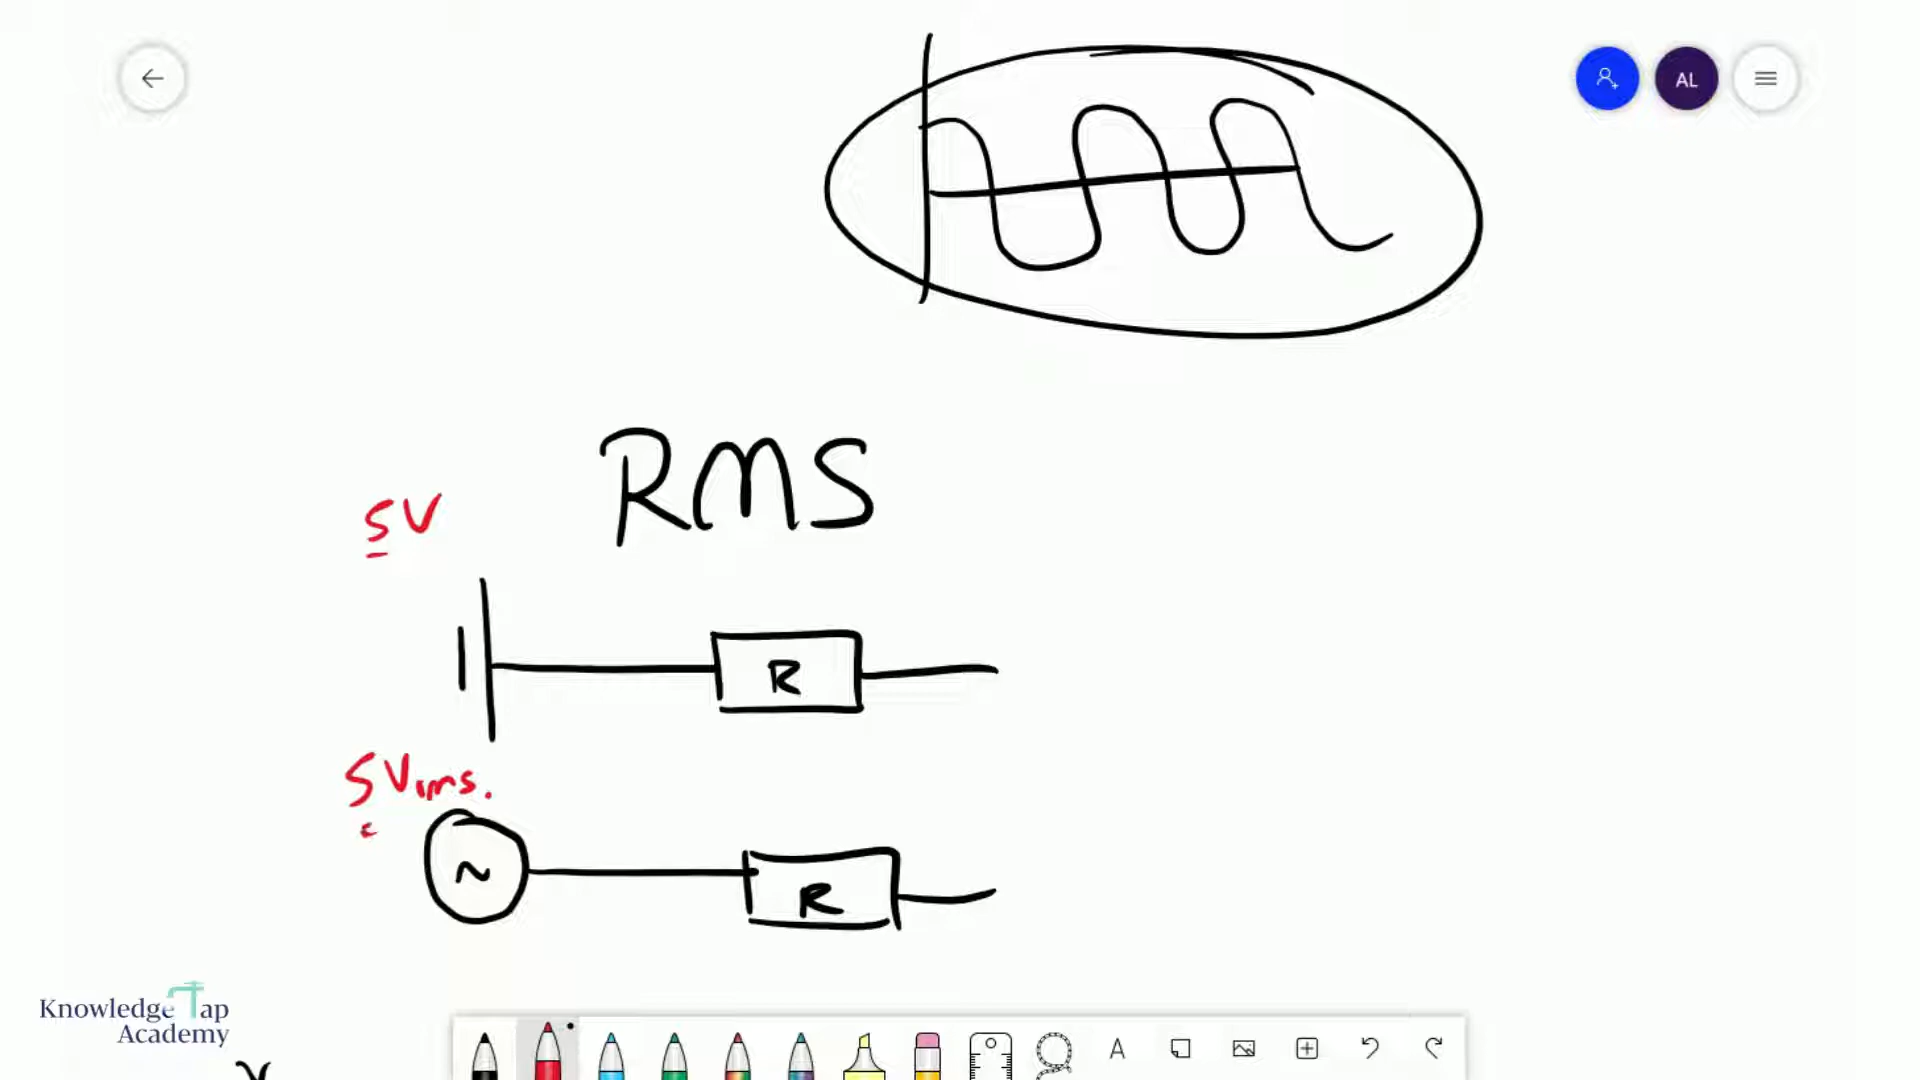 AL
RMS
5V
R
5Vrms.
~
R
Knowledge Tap
Academy
A